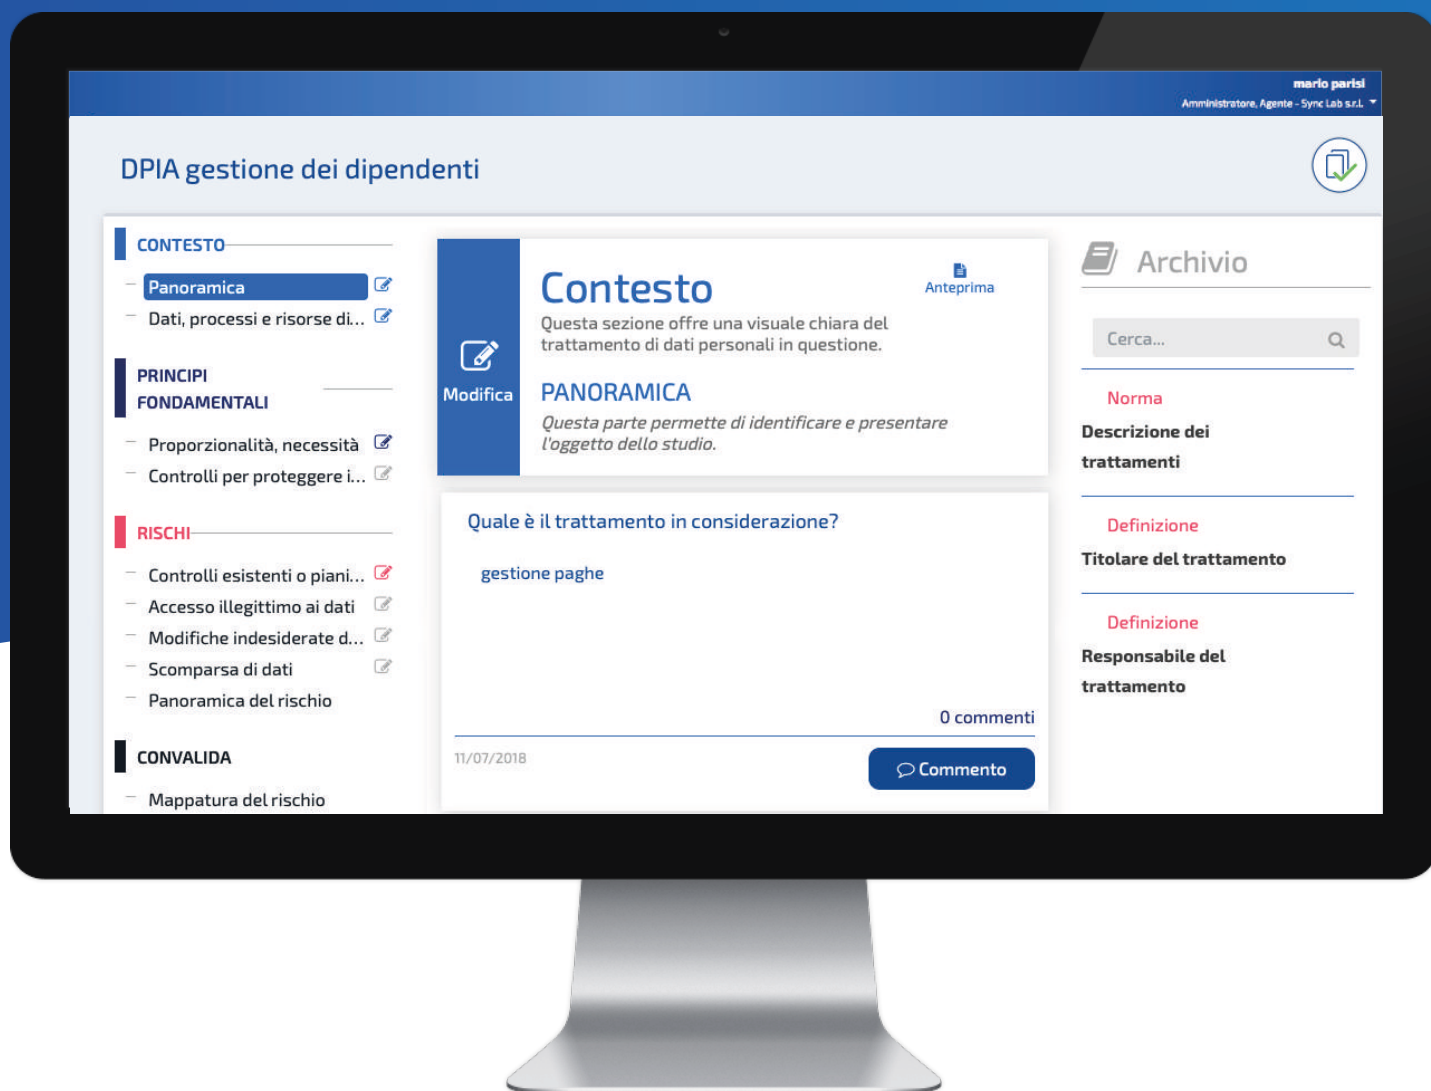 mario parisi
Amministratore, Agente - Sync Lab s.r.l.
DPIA gestione dei dipendenti
CONTESTO
Panoramica
Dati, processi e risorse di...
PRINCIPI
FONDAMENTALI
Proporzionalità, necessità
Controlli per proteggere i...
RISCHI
Controlli esistenti o piani...
Accesso illegittimo ai dati
Modifiche indesiderate d...
Scomparsa di dati
Panoramica del rischio
CONVALIDA
Mappatura del rischio
Modifica
Contesto
Anteprima
Questa sezione offre una visuale chiara del
trattamento di dati personali in questione.
PANORAMICA
Questa parte permette di identificare e presentare
l'oggetto dello studio.
Quale è il trattamento in considerazione?
gestione paghe
0 commenti
11/07/2018
Commento
Archivio
Cerca...
Norma
Descrizione dei
trattamenti
Definizione
Titolare del trattamento
Definizione
Responsabile del
trattamento